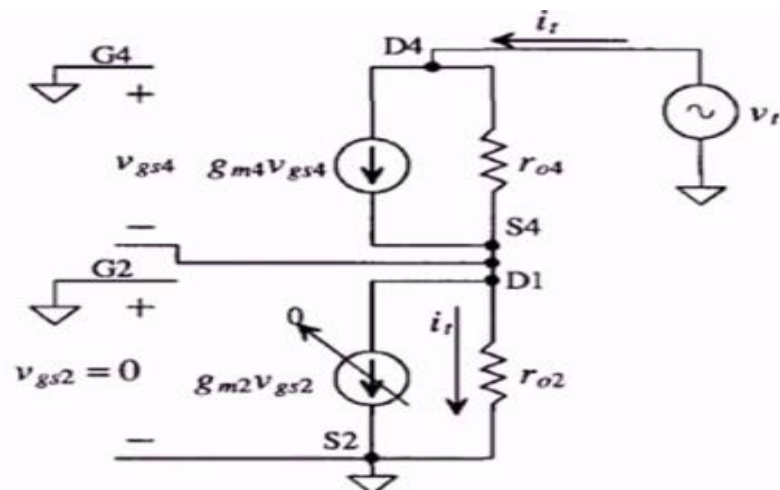 i_t
D4
G4
+
v_t
v_gs4 g_m4 v_gs4 r_o4
−
S4
G2
D1
+
0
i_t
v_gs2 = 0 g_m2 v_gs2 r_o2
−
S2